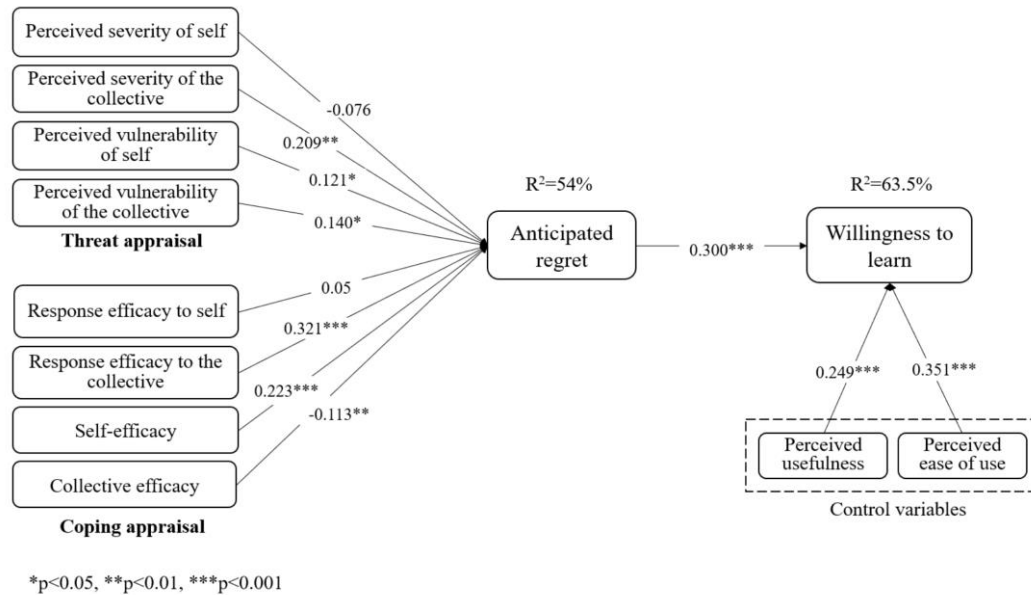 Perceived severity of self
Perceived severity of the
collective
Perceived vulnerability
of self
Perceived vulnerability
of the collective
Threat appraisal
Response efficacy to self
Response efficacy to the
collective
Self-efficacy
Collective efficacy
Coping appraisal
-0.076
0.209**
0.121*
0.140*
0.05
0.321***
0.223***
-0.113**
R²=54%
Anticipated
regret
0.300***
R²=63.5%
Willingness to
learn
0.249***
0.351***
Perceived
usefulness
Perceived
ease of use
Control variables
*p<0.05, **p<0.01, ***p<0.001